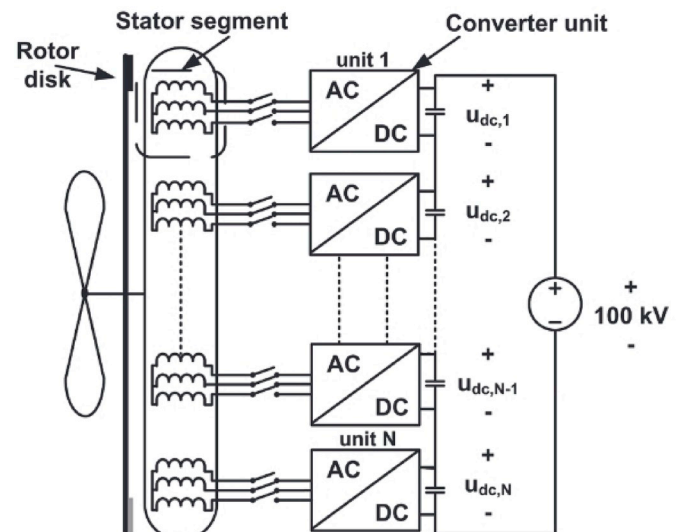 Stator segment
Converter unit
Rotor
disk
unit 1
AC
DC
+
u_dc,1
-
AC
DC
+
u_dc,2
-
+
-
+
100 kV
-
AC
DC
+
u_dc,N-1
-
unit N
AC
DC
+
u_dc,N
-